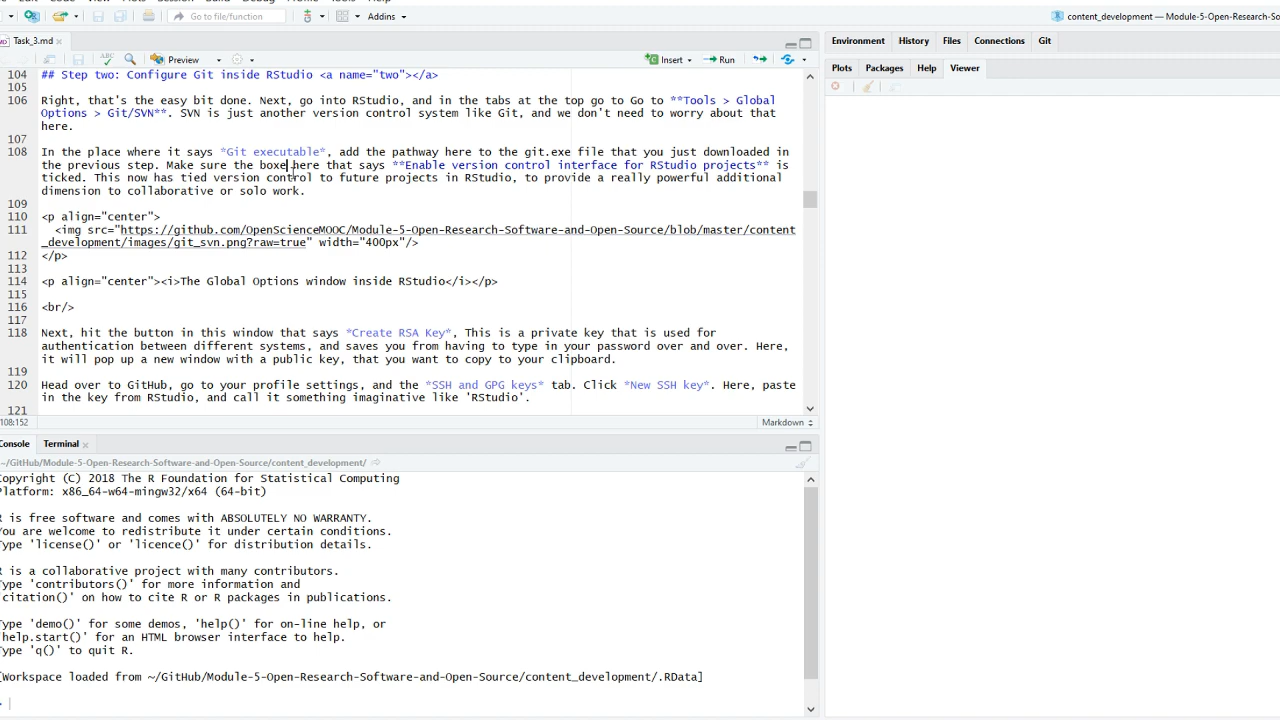 Go to file/function
Addins
content_development — Module-5-Open-Research-So
Task_3.md
Environment History Files Connections Git
Preview Insert Run
Plots Packages Help Viewer
104 ## Step two: Configure Git inside RStudio <a name="two"></a>
105
106 Right, that's the easy bit done. Next, go into RStudio, and in the tabs at the top go to Go to **Tools > Global
Options > Git/SVN**. SVN is just another version control system like Git, and we don't need to worry about that
here.
107
108 In the place where it says *Git executable*, add the pathway here to the git.exe file that you just downloaded in
the previous step. Make sure the boxe here that says **Enable version control interface for RStudio projects** is
ticked. This now has tied version control to future projects in RStudio, to provide a really powerful additional
dimension to collaborative or solo work.
109
110 <p align="center">
111 <img src="https://github.com/OpenScienceMOOC/Module-5-Open-Research-Software-and-Open-Source/blob/master/content
_development/images/git_svn.png?raw=true" width="400px"/>
112 </p>
113
114 <p align="center"><i>The Global Options window inside RStudio</i></p>
115
116 <br/>
117
118 Next, hit the button in this window that says *Create RSA Key*, This is a private key that is used for
authentication between different systems, and saves you from having to type in your password over and over. Here,
it will pop up a new window with a public key, that you want to copy to your clipboard.
119
120 Head over to GitHub, go to your profile settings, and the *SSH and GPG keys* tab. Click *New SSH key*. Here, paste
in the key from RStudio, and call it something imaginative like 'RStudio'.
121
108:152 Markdown
Console Terminal
~/GitHub/Module-5-Open-Research-Software-and-Open-Source/content_development/
Copyright (C) 2018 The R Foundation for Statistical Computing
Platform: x86_64-w64-mingw32/x64 (64-bit)
R is free software and comes with ABSOLUTELY NO WARRANTY.
You are welcome to redistribute it under certain conditions.
Type 'license()' or 'licence()' for distribution details.
R is a collaborative project with many contributors.
Type 'contributors()' for more information and
'citation()' on how to cite R or R packages in publications.
Type 'demo()' for some demos, 'help()' for on-line help, or
'help.start()' for an HTML browser interface to help.
Type 'q()' to quit R.
[Workspace loaded from ~/GitHub/Module-5-Open-Research-Software-and-Open-Source/content_development/.RData]
>